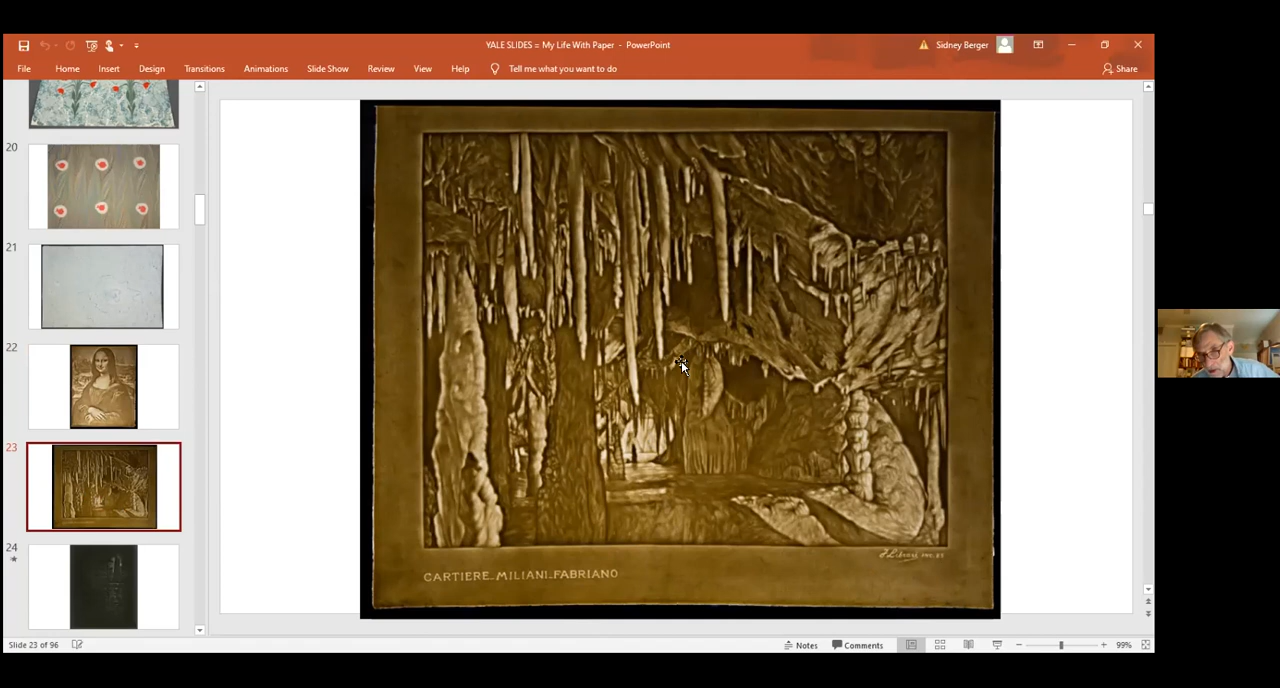 YALE SLIDES = My Life With Paper - PowerPoint
Sidney Berger
File Home Insert Design Transitions Animations Slide Show Review View Help Tell me what you want to do
Share
20
21
22
23
24
CARTIERE MILIANI FABRIANO
Slide 23 of 96
Notes Comments
99%